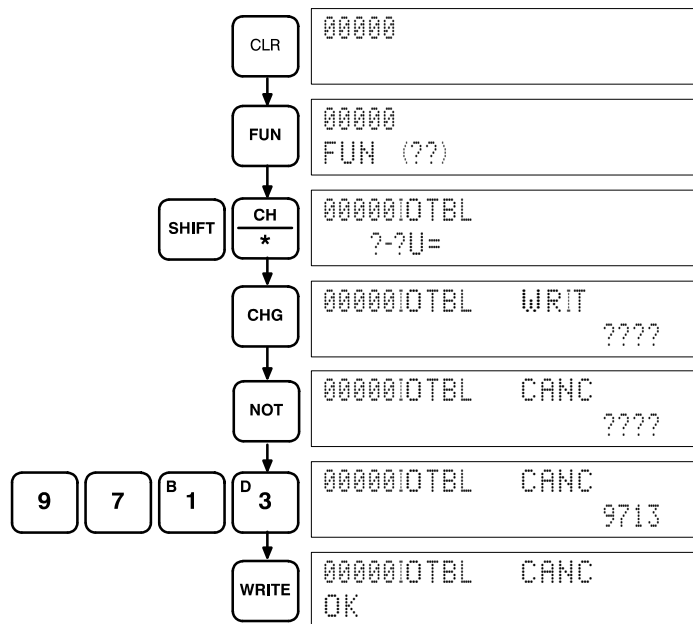 CLR
00000
FUN
00000
FUN (??)
SHIFT
CH
*
00000IOTBL
?-?U=
CHG
00000IOTBL WRIT
????
NOT
00000IOTBL CANC
????
9 7 B 1 D 3
00000IOTBL CANC
9713
WRITE
00000IOTBL CANC
OK